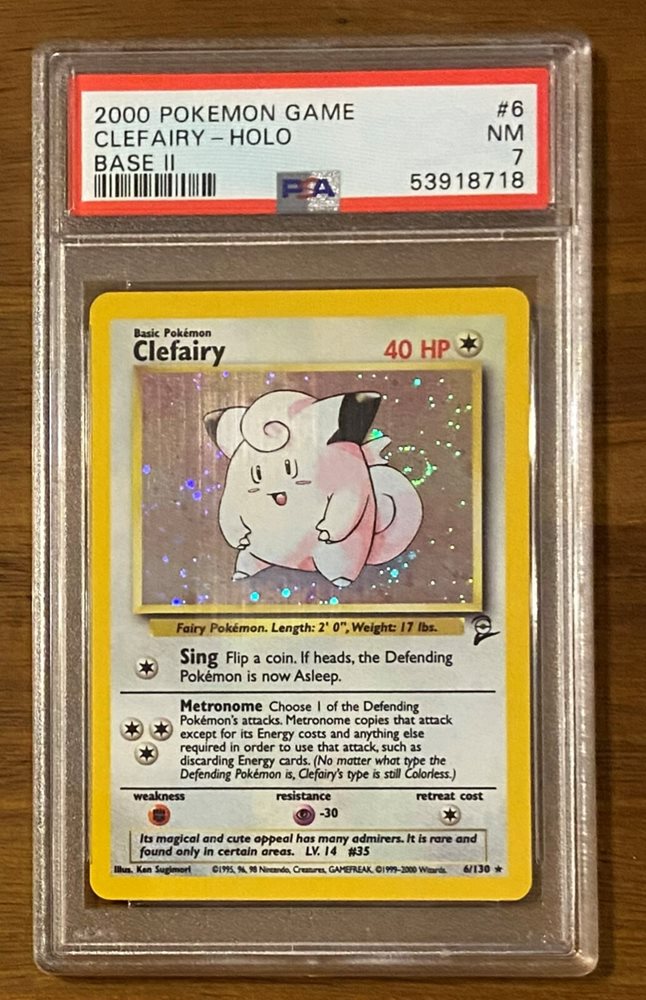 2000 POKEMON GAME #6
CLEFAIRY - HOLO NM
BASE II 7
PSA 53918718
Basic Pokémon
Clefairy 40 HP
Fairy Pokémon. Length: 2' 0", Weight: 17 lbs.
Sing Flip a coin. If heads, the Defending
Pokémon is now Asleep.
Metronome Choose 1 of the Defending
Pokémon's attacks. Metronome copies that attack
except for its Energy costs and anything else
required in order to use that attack, such as
discarding Energy cards. (No matter what type the
Defending Pokémon is, Clefairy's type is still Colorless.)
weakness resistance retreat cost
-30
Its magical and cute appeal has many admirers. It is rare and
found only in certain areas. LV. 14 #35
Illus. Ken Sugimori ©1995, 96, 98 Nintendo, Creatures, GAMEFREAK. ©1999-2000 Wizards. 6/130 ★